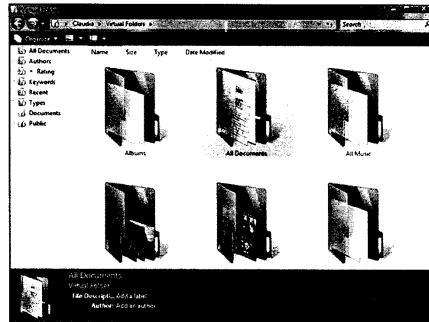 Claudia ▸ Virtual Folders ▸
Search
Organize
All Documents
Authors
Rating
Keywords
Recent
Types
Documents
Public
Name Size Type Date Modified
Albums
All Documents
All Music
All Documents
Virtual Folder
File Descripti... Add a label
Author: Add an author